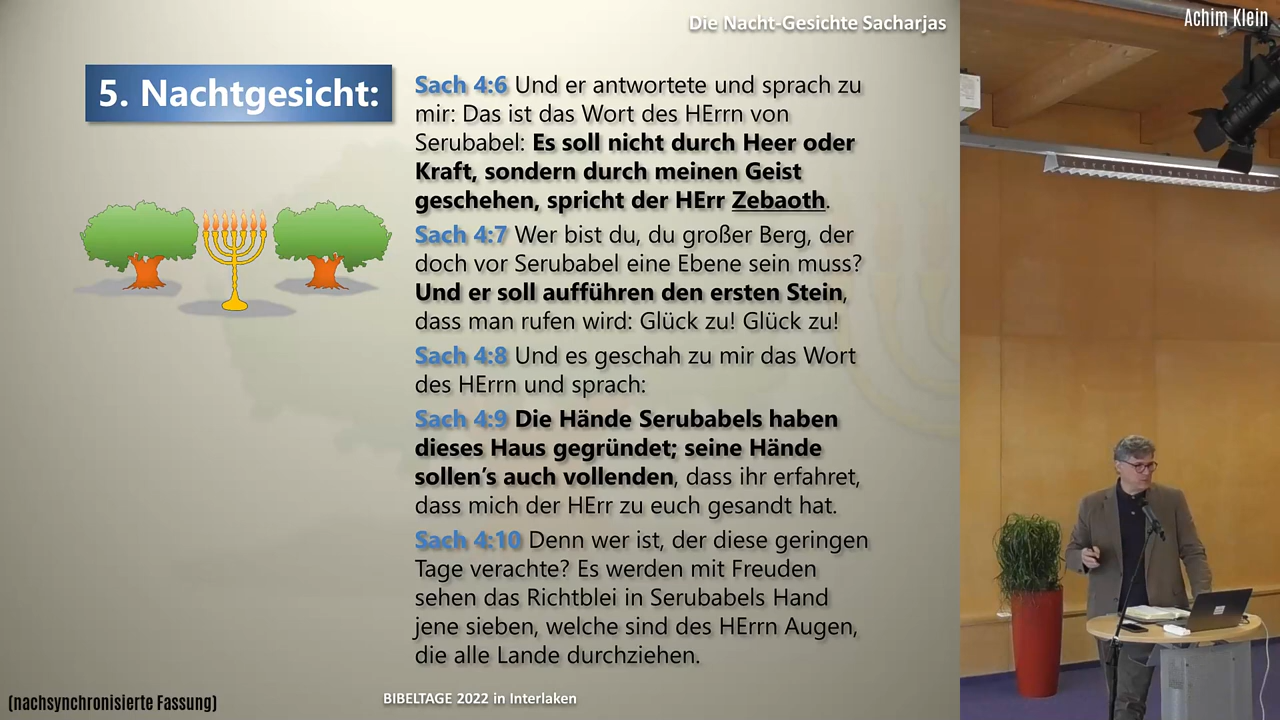 Die Nacht-Gesichte Sacharjas
Achim Klein
5. Nachtgesicht:
Sach 4:6 Und er antwortete und sprach zu
mir: Das ist das Wort des HErrn von
Serubabel: Es soll nicht durch Heer oder
Kraft, sondern durch meinen Geist
geschehen, spricht der HErr Zebaoth.
Sach 4:7 Wer bist du, du großer Berg, der
doch vor Serubabel eine Ebene sein muss?
Und er soll aufführen den ersten Stein,
dass man rufen wird: Glück zu! Glück zu!
Sach 4:8 Und es geschah zu mir das Wort
des HErrn und sprach:
Sach 4:9 Die Hände Serubabels haben
dieses Haus gegründet; seine Hände
sollen’s auch vollenden, dass ihr erfahret,
dass mich der HErr zu euch gesandt hat.
Sach 4:10 Denn wer ist, der diese geringen
Tage verachte? Es werden mit Freuden
sehen das Richtblei in Serubabels Hand
jene sieben, welche sind des HErrn Augen,
die alle Lande durchziehen.
(nachsynchronisierte Fassung)
BIBELTAGE 2022 in Interlaken